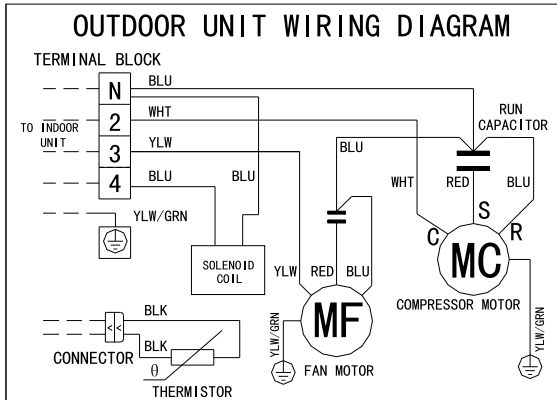 OUTDOOR UNIT WIRING DIAGRAM
TERMINAL BLOCK
N
2
3
4
TO INDOOR
UNIT
BLU
WHT
YLW
BLU
BLU
YLW/GRN
SOLENOID
COIL
BLU
RUN
CAPACITOR
WHT
RED
BLU
C
S
R
MC
COMPRESSOR MOTOR
YLW/GRN
YLW
RED
BLU
MF
FAN MOTOR
YLW/GRN
BLK
BLK
<<
CONNECTOR
θ
THERMISTOR